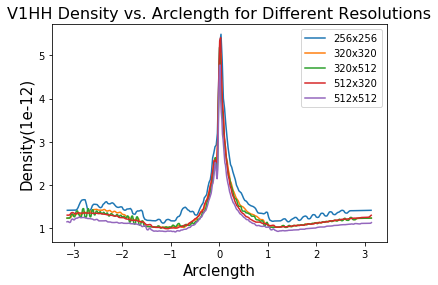 V1HH Density vs. Arclength for Different Resolutions
256x256
320x320
320x512
512x320
512x512
Density(1e-12)
5
4
3
2
1
−3
−2
−1
0
1
2
3
Arclength